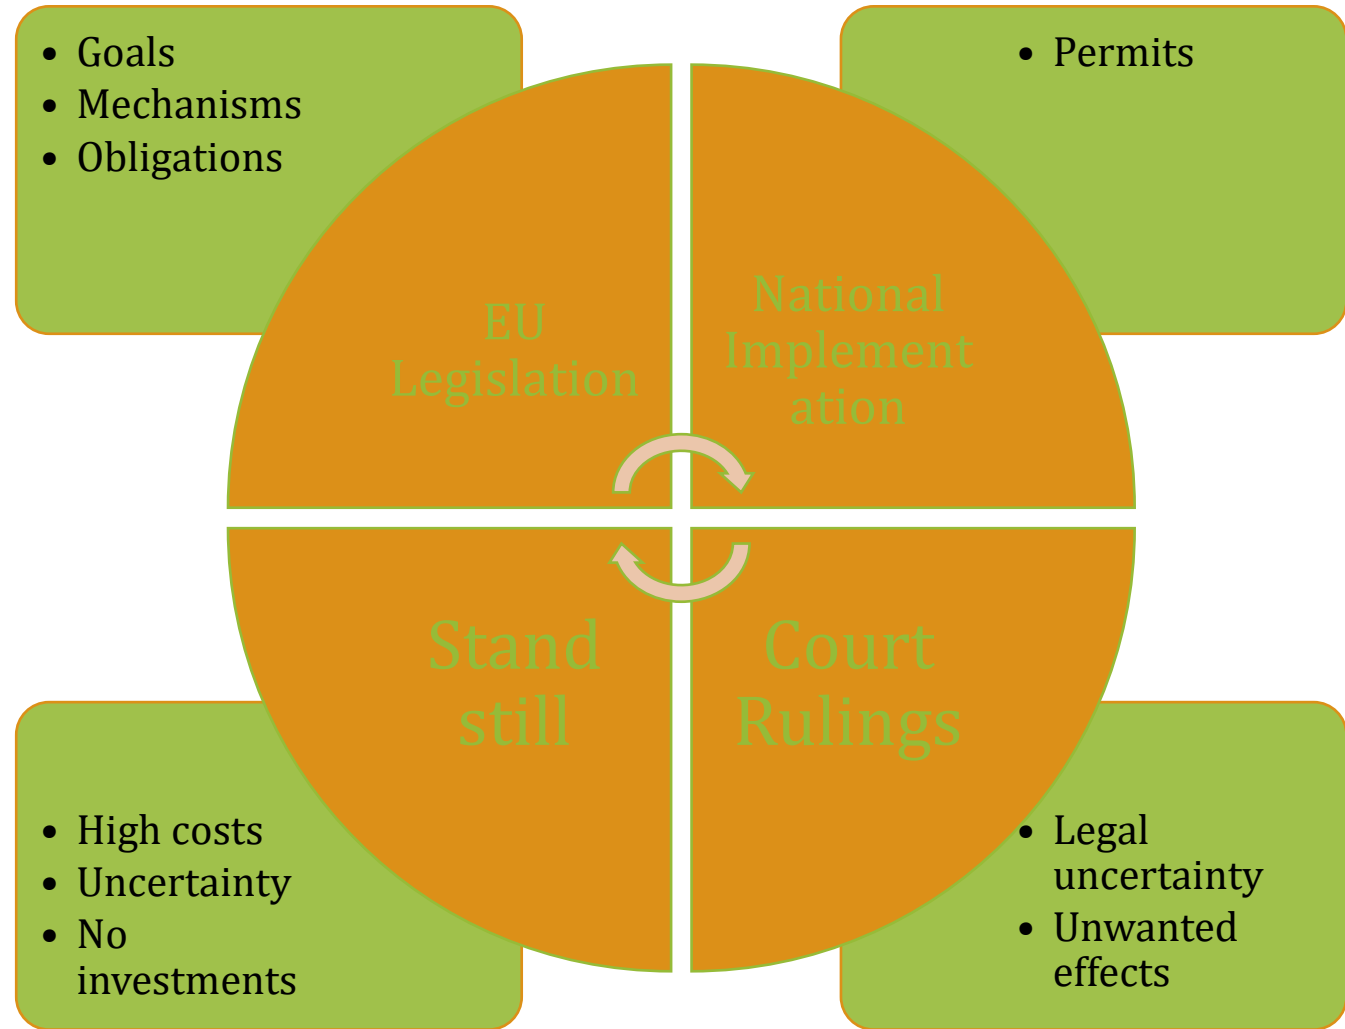 • Goals
• Mechanisms
• Obligations
• Permits
EU
Legislation
National
Implement
ation
Stand
still
Court
Rulings
• High costs
• Uncertainty
• No
investments
• Legal
uncertainty
• Unwanted
effects